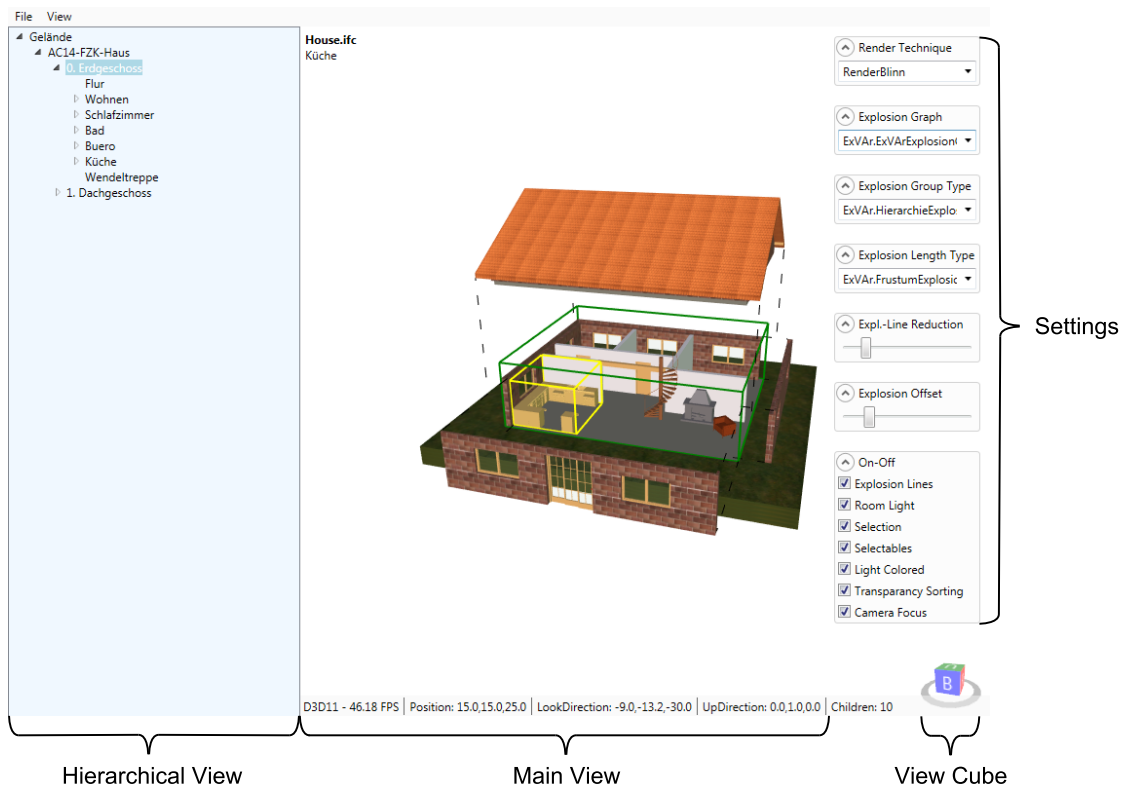 File View
Gelände
AC14-FZK-Haus
0. Erdgeschoss
Flur
Wohnen
Schlafzimmer
Bad
Buero
Küche
Wendeltreppe
1. Dachgeschoss
House.ifc
Küche
Render Technique
RenderBlinn
Explosion Graph
ExVAr.ExVArExplosion
Explosion Group Type
ExVAr.HierarchieExplo
Explosion Length Type
ExVAr.FrustumExplosic
Expl.-Line Reduction
Explosion Offset
On-Off
Explosion Lines
Room Light
Selection
Selectables
Light Colored
Transparancy Sorting
Camera Focus
Settings
B
D3D11 - 46.18 FPS Position: 15.0,15.0,25.0 LookDirection: -9.0,-13.2,-30.0 UpDirection: 0.0,1.0,0.0 Children: 10
Hierarchical View Main View View Cube